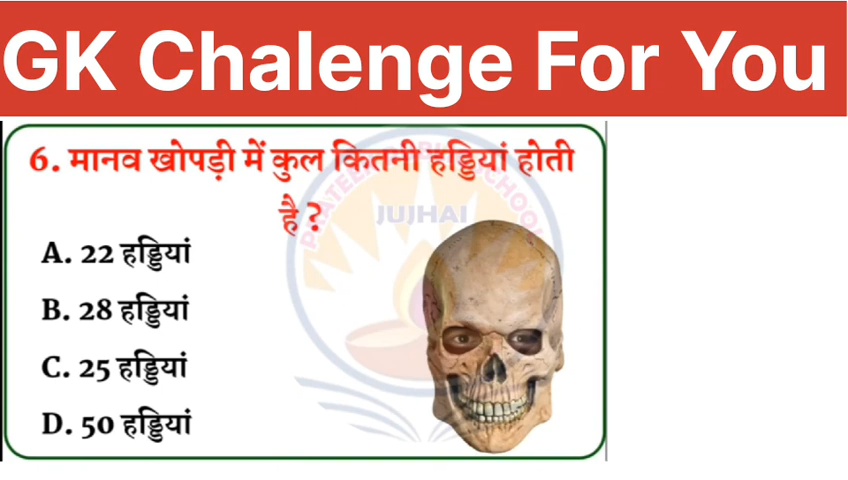 GK Chalenge For You
6. मानव खोपड़ी में कुल कितनी हड्डियां होती
है ?
JUJHAI
A. 22 हड्डियां
B. 28 हड्डियां
C. 25 हड्डियां
D. 50 हड्डियां